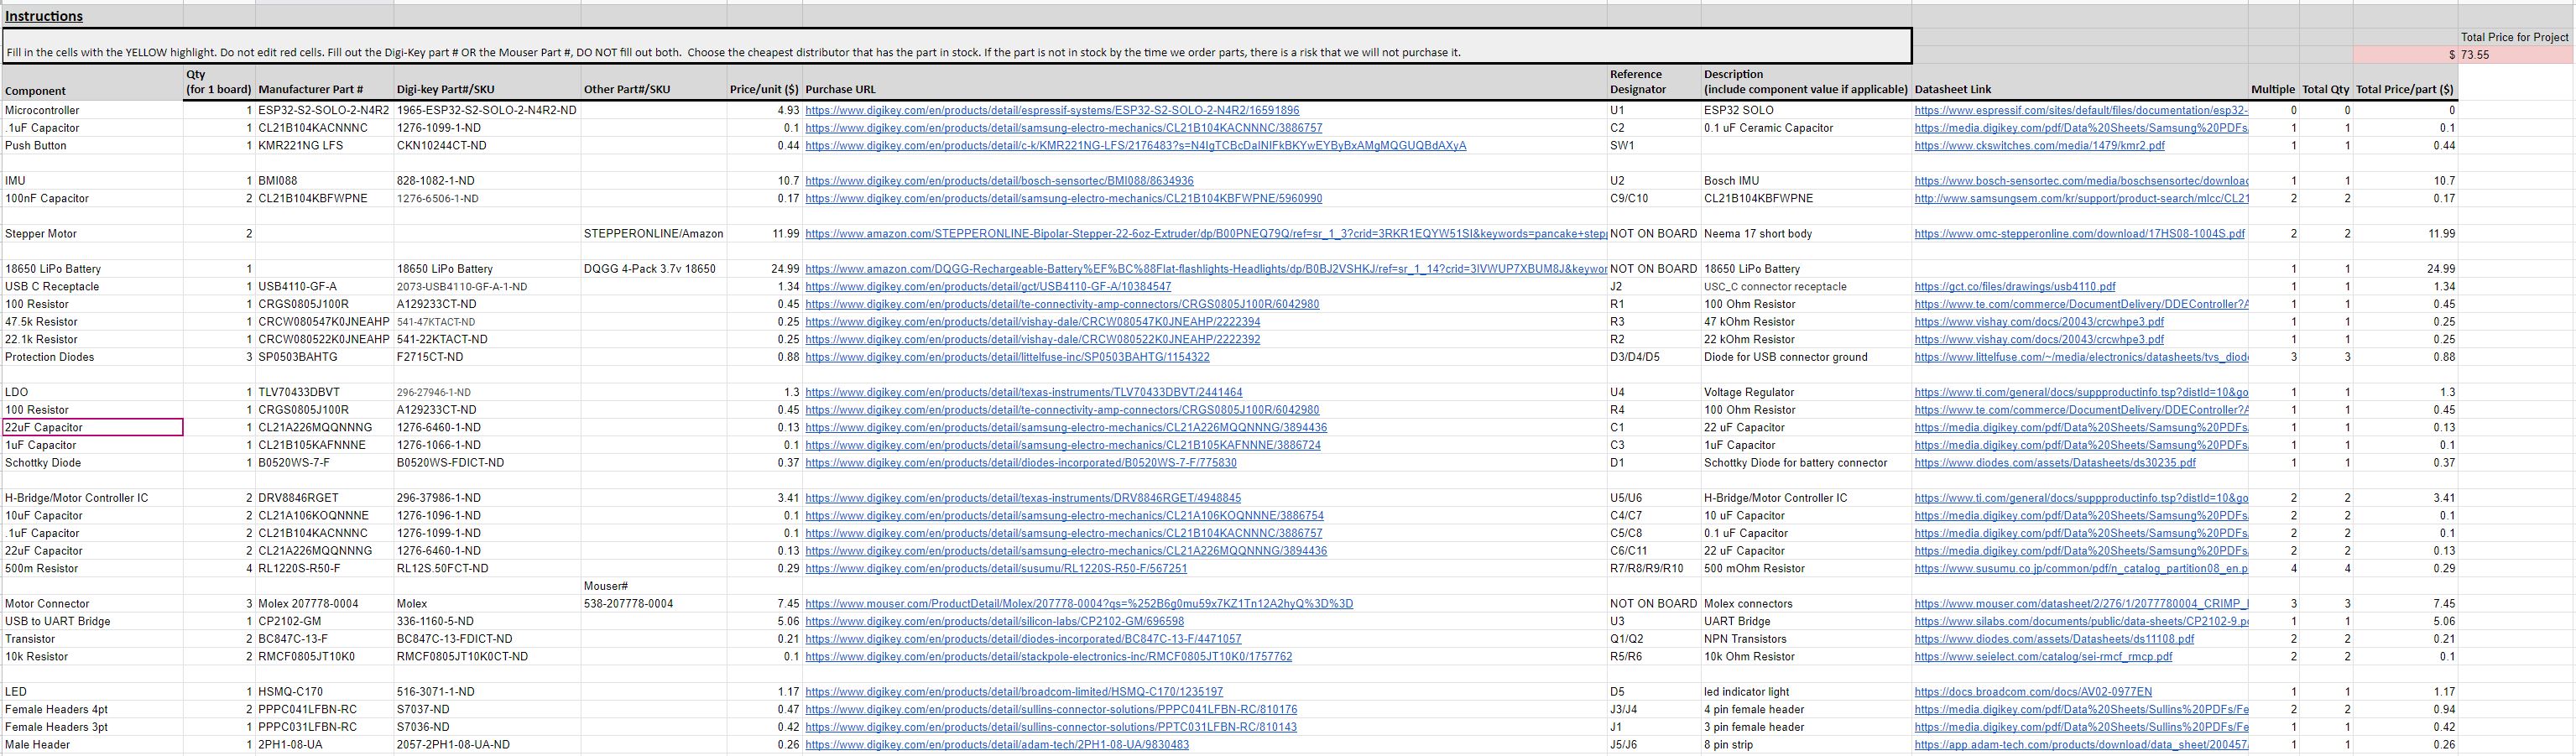 Instructions
Total Price for Project
Fill in the cells with the YELLOW highlight. Do not edit red cells. Fill out the Digi-Key part # OR the Mouser Part #, DO NOT fill out both.  Choose the cheapest distributor that has the part in stock. If the part is not in stock by the time we order parts, there is a risk that we will not purchase it.
$ 73.55
Component Qty (for 1 board) Manufacturer Part # Digi-key Part#/SKU Other Part#/SKU Price/unit ($) Purchase URL Reference Designator Description (include component value if applicable) Datasheet Link Multiple Total Qty Total Price/part ($)
Microcontroller 1 ESP32-S2-SOLO-2-N4R2 1965-ESP32-S2-SOLO-2-N4R2-ND 4.93 https://www.digikey.com/en/products/detail/espressif-systems/ESP32-S2-SOLO-2-N4R2/16591896 U1 ESP32 SOLO https://www.espressif.com/sites/default/files/documentation/esp32- 0 0 0
.1uF Capacitor 1 CL21B104KACNNNC 1276-1099-1-ND 0.1 https://www.digikey.com/en/products/detail/samsung-electro-mechanics/CL21B104KACNNNC/3886757 C2 0.1 uF Ceramic Capacitor https://media.digikey.com/pdf/Data%20Sheets/Samsung%20PDFs/ 1 1 0.1
Push Button 1 KMR221NG LFS CKN10244CT-ND 0.44 https://www.digikey.com/en/products/detail/c-k/KMR221NG-LFS/2176483?s=N4IgTCBcDaINIFkBKYwEYByBxAMgMQGUQBdAXyA SW1 https://www.ckswitches.com/media/1479/kmr2.pdf 1 1 0.44
IMU 1 BMI088 828-1082-1-ND 10.7 https://www.digikey.com/en/products/detail/bosch-sensortec/BMI088/8634936 U2 Bosch IMU https://www.bosch-sensortec.com/media/boschsensortec/download 1 1 10.7
100nF Capacitor 2 CL21B104KBFWPNE 1276-6506-1-ND 0.17 https://www.digikey.com/en/products/detail/samsung-electro-mechanics/CL21B104KBFWPNE/5960990 C9/C10 CL21B104KBFWPNE http://www.samsungsem.com/kr/support/product-search/mlcc/CL21 2 2 0.17
Stepper Motor 2 STEPPERONLINE/Amazon 11.99 https://www.amazon.com/STEPPERONLINE-Bipolar-Stepper-22-6oz-Extruder/dp/B00PNEQ79Q/ref=sr_1_3?crid=3RKR1EQYW51SI&keywords=pancake+step NOT ON BOARD Neema 17 short body https://www.omc-stepperonline.com/download/17HS08-1004S.pdf 2 2 11.99
18650 LiPo Battery 1 18650 LiPo Battery DQGG 4-Pack 3.7v 18650 24.99 https://www.amazon.com/DQGG-Rechargeable-Battery%EF%BC%88Flat-flashlights-Headlights/dp/B0BJ2VSHKJ/ref=sr_1_14?crid=3IVWUP7XBUM8J&keywor NOT ON BOARD 18650 LiPo Battery 1 1 24.99
USB C Receptacle 1 USB4110-GF-A 2073-USB4110-GF-A-1-ND 1.34 https://www.digikey.com/en/products/detail/gct/USB4110-GF-A/10384547 J2 USC_C connector receptacle https://gct.co/files/drawings/usb4110.pdf 1 1 1.34
100 Resistor 1 CRGS0805J100R A129233CT-ND 0.45 https://www.digikey.com/en/products/detail/te-connectivity-amp-connectors/CRGS0805J100R/6042980 R1 100 Ohm Resistor https://www.te.com/commerce/DocumentDelivery/DDEController?A 1 1 0.45
47.5k Resistor 1 CRCW080547K0JNEAHP 541-47KTACT-ND 0.25 https://www.digikey.com/en/products/detail/vishay-dale/CRCW080547K0JNEAHP/2222394 R3 47 kOhm Resistor https://www.vishay.com/docs/20043/crcwhpe3.pdf 1 1 0.25
22.1k Resistor 1 CRCW080522K0JNEAHP 541-22KTACT-ND 0.25 https://www.digikey.com/en/products/detail/vishay-dale/CRCW080522K0JNEAHP/2222392 R2 22 kOhm Resistor https://www.vishay.com/docs/20043/crcwhpe3.pdf 1 1 0.25
Protection Diodes 3 SP0503BAHTG F2715CT-ND 0.88 https://www.digikey.com/en/products/detail/littelfuse-inc/SP0503BAHTG/1154322 D3/D4/D5 Diode for USB connector ground https://www.littelfuse.com/~/media/electronics/datasheets/tvs_diod 3 3 0.88
LDO 1 TLV70433DBVT 296-27946-1-ND 1.3 https://www.digikey.com/en/products/detail/texas-instruments/TLV70433DBVT/2441464 U4 Voltage Regulator https://www.ti.com/general/docs/suppproductinfo.tsp?distId=10&go 1 1 1.3
100 Resistor 1 CRGS0805J100R A129233CT-ND 0.45 https://www.digikey.com/en/products/detail/te-connectivity-amp-connectors/CRGS0805J100R/6042980 R4 100 Ohm Resistor https://www.te.com/commerce/DocumentDelivery/DDEController?A 1 1 0.45
22uF Capacitor 1 CL21A226MQQNNNG 1276-6460-1-ND 0.13 https://www.digikey.com/en/products/detail/samsung-electro-mechanics/CL21A226MQQNNNG/3894436 C1 22 uF Capacitor https://media.digikey.com/pdf/Data%20Sheets/Samsung%20PDFs/ 1 1 0.13
1uF Capacitor 1 CL21B105KAFNNNE 1276-1066-1-ND 0.1 https://www.digikey.com/en/products/detail/samsung-electro-mechanics/CL21B105KAFNNNE/3886724 C3 1uF Capacitor https://media.digikey.com/pdf/Data%20Sheets/Samsung%20PDFs/ 1 1 0.1
Schottky Diode 1 B0520WS-7-F B0520WS-FDICT-ND 0.37 https://www.digikey.com/en/products/detail/diodes-incorporated/B0520WS-7-F/775830 D1 Schottky Diode for battery connector https://www.diodes.com/assets/Datasheets/ds30235.pdf 1 1 0.37
H-Bridge/Motor Controller IC 2 DRV8846RGET 296-37986-1-ND 3.41 https://www.digikey.com/en/products/detail/texas-instruments/DRV8846RGET/4948845 U5/U6 H-Bridge/Motor Controller IC https://www.ti.com/general/docs/suppproductinfo.tsp?distId=10&go 2 2 3.41
10uF Capacitor 2 CL21A106KOQNNNE 1276-1096-1-ND 0.1 https://www.digikey.com/en/products/detail/samsung-electro-mechanics/CL21A106KOQNNNE/3886754 C4/C7 10 uF Capacitor https://media.digikey.com/pdf/Data%20Sheets/Samsung%20PDFs/ 2 2 0.1
.1uF Capacitor 2 CL21B104KACNNNC 1276-1099-1-ND 0.1 https://www.digikey.com/en/products/detail/samsung-electro-mechanics/CL21B104KACNNNC/3886757 C5/C8 0.1 uF Capacitor https://media.digikey.com/pdf/Data%20Sheets/Samsung%20PDFs/ 2 2 0.1
22uF Capacitor 2 CL21A226MQQNNNG 1276-6460-1-ND 0.13 https://www.digikey.com/en/products/detail/samsung-electro-mechanics/CL21A226MQQNNNG/3894436 C6/C11 22 uF Capacitor https://media.digikey.com/pdf/Data%20Sheets/Samsung%20PDFs/ 2 2 0.13
500m Resistor 4 RL1220S-R50-F RL12S.50FCT-ND 0.29 https://www.digikey.com/en/products/detail/susumu/RL1220S-R50-F/567251 R7/R8/R9/R10 500 mOhm Resistor https://www.susumu.co.jp/common/pdf/n_catalog_partition08_en.p 4 4 0.29
Mouser#
Motor Connector 3 Molex 207778-0004 Molex 538-207778-0004 7.45 https://www.mouser.com/ProductDetail/Molex/207778-0004?qs=%252B6g0mu59x7KZ1Tn12A2hyQ%3D%3D NOT ON BOARD Molex connectors https://www.mouser.com/datasheet/2/276/1/2077780004_CRIMP_ 3 3 7.45
USB to UART Bridge 1 CP2102-GM 336-1160-5-ND 5.06 https://www.digikey.com/en/products/detail/silicon-labs/CP2102-GM/696598 U3 UART Bridge https://www.silabs.com/documents/public/data-sheets/CP2102-9.p 1 1 5.06
Transistor 2 BC847C-13-F BC847C-13-FDICT-ND 0.21 https://www.digikey.com/en/products/detail/diodes-incorporated/BC847C-13-F/4471057 Q1/Q2 NPN Transistors https://www.diodes.com/assets/Datasheets/ds11108.pdf 2 2 0.21
10k Resistor 2 RMCF0805JT10K0 RMCF0805JT10K0CT-ND 0.1 https://www.digikey.com/en/products/detail/stackpole-electronics-inc/RMCF0805JT10K0/1757762 R5/R6 10k Ohm Resistor https://www.seielect.com/catalog/sei-rmcf_rmcp.pdf 2 2 0.1
LED 1 HSMQ-C170 516-3071-1-ND 1.17 https://www.digikey.com/en/products/detail/broadcom-limited/HSMQ-C170/1235197 D5 led indicator light https://docs.broadcom.com/docs/AV02-0977EN 1 1 1.17
Female Headers 4pt 2 PPPC041LFBN-RC S7037-ND 0.47 https://www.digikey.com/en/products/detail/sullins-connector-solutions/PPPC041LFBN-RC/810176 J3/J4 4 pin female header https://media.digikey.com/pdf/Data%20Sheets/Sullins%20PDFs/Fe 2 2 0.94
Female Headers 3pt 1 PPPC031LFBN-RC S7036-ND 0.42 https://www.digikey.com/en/products/detail/sullins-connector-solutions/PPTC031LFBN-RC/810143 J1 3 pin female header https://media.digikey.com/pdf/Data%20Sheets/Sullins%20PDFs/Fe 1 1 0.42
Male Header 1 2PH1-08-UA 2057-2PH1-08-UA-ND 0.26 https://www.digikey.com/en/products/detail/adam-tech/2PH1-08-UA/9830483 J5/J6 8 pin strip https://app.adam-tech.com/products/download/data_sheet/200457/ 1 1 0.26